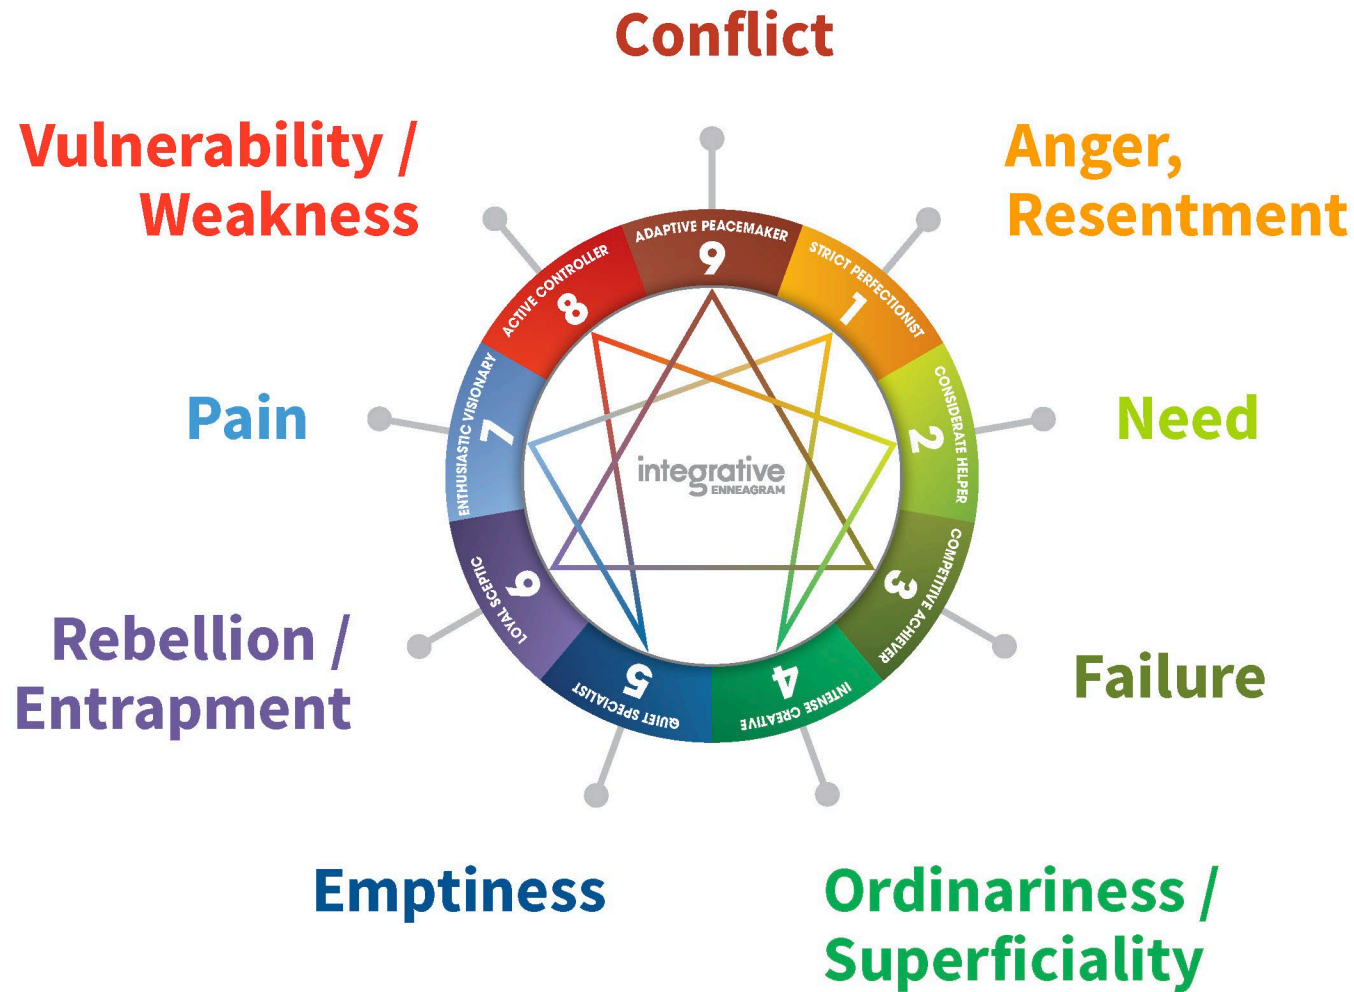 Conflict
Vulnerability /
Weakness
Anger,
Resentment
ADAPTIVE PEACEMAKER
9
ACTIVE CONTROLLER
8
STRICT PERFECTIONIST
1
Pain
ENTHUSIASTIC VISIONARY
7
CONSIDERATE HELPER
2
Need
integrative
ENNEAGRAM
LOYAL SCEPTIC
6
COMPETITIVE ACHIEVER
3
Rebellion /
Entrapment
Failure
QUIET SPECIALIST
5
INTENSE CREATIVE
4
Emptiness
Ordinariness /
Superficiality